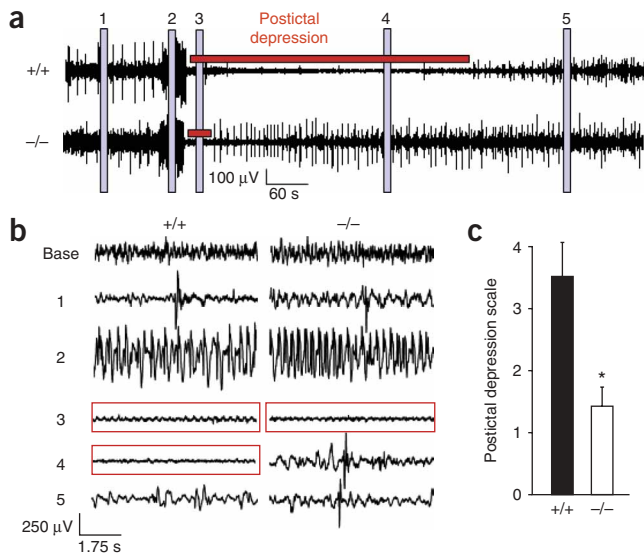 a
1 2 3 Postictal depression 4 5
+/+
–/–
100 µV
60 s
b
+/+ –/–
Base
1
2
3
4
5
250 µV
1.75 s
c
Postictal depression scale
4
3
2
1
0
*
+/+ –/–